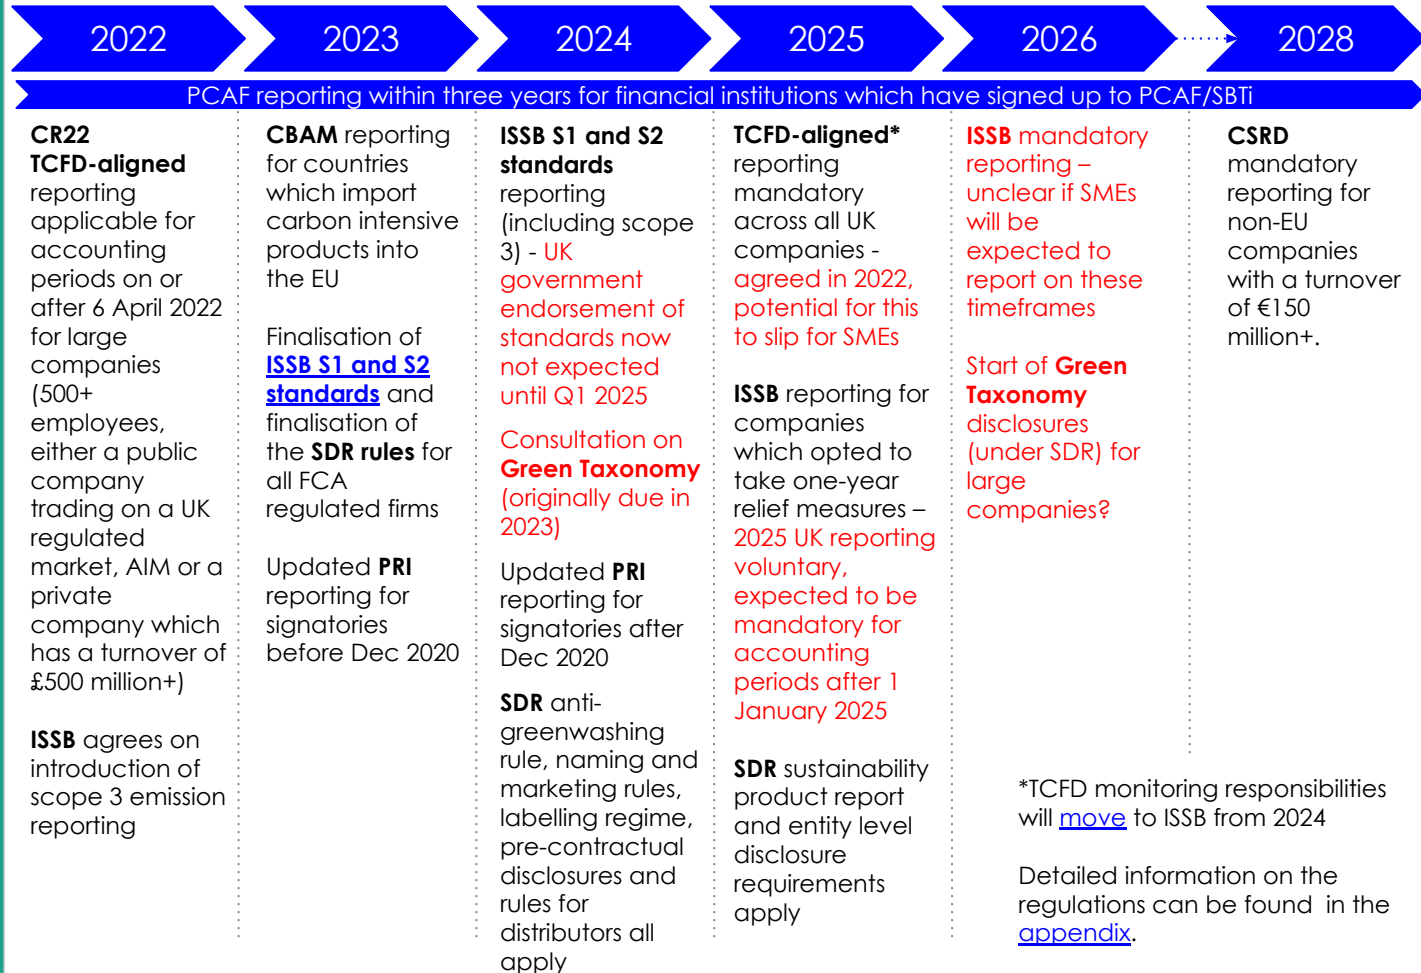 2022
2023
2024
2025
2026
2028
PCAF reporting within three years for financial institutions which have signed up to PCAF/SBTi
CR22
TCFD-aligned
reporting
applicable for
accounting
periods on or
after 6 April 2022
for large
companies
(500+
employees,
either a public
company
trading on a UK
regulated
market, AIM or a
private
company which
has a turnover of
£500 million+)
ISSB agrees on
introduction of
scope 3 emission
reporting
CBAM reporting
for countries
which import
carbon intensive
products into
the EU
Finalisation of
ISSB S1 and S2
standards and
finalisation of
the SDR rules for
all FCA
regulated firms
Updated PRI
reporting for
signatories
before Dec 2020
ISSB S1 and S2
standards
reporting
(including scope
3) - UK
government
endorsement of
standards now
not expected
until Q1 2025
Consultation on
Green Taxonomy
(originally due in
2023)
Updated PRI
reporting for
signatories after
Dec 2020
SDR anti-
greenwashing
rule, naming and
marketing rules,
labelling regime,
pre-contractual
disclosures and
rules for
distributors all
apply
TCFD-aligned*
reporting
mandatory
across all UK
companies -
agreed in 2022,
potential for this
to slip for SMEs
ISSB reporting for
companies
which opted to
take one-year
relief measures –
2025 UK reporting
voluntary,
expected to be
mandatory for
accounting
periods after 1
January 2025
SDR sustainability
product report
and entity level
disclosure
requirements
apply
ISSB mandatory
reporting –
unclear if SMEs
will be
expected to
report on these
timeframes
Start of Green
Taxonomy
disclosures
(under SDR) for
large
companies?
CSRD
mandatory
reporting for
non-EU
companies
with a turnover
of €150
million+.
*TCFD monitoring responsibilities
will move to ISSB from 2024
Detailed information on the
regulations can be found in the
appendix.